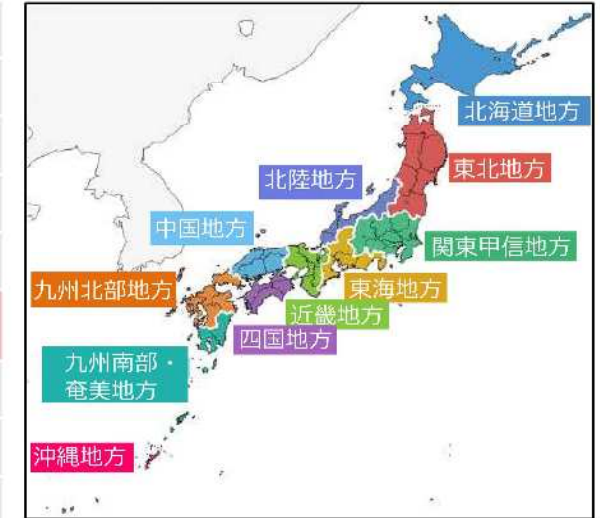 北海道地方
東北地方
北陸地方
中国地方
関東甲信地方
九州北部地方
東海地方
近畿地方
四国地方
九州南部・
奄美地方
沖縄地方